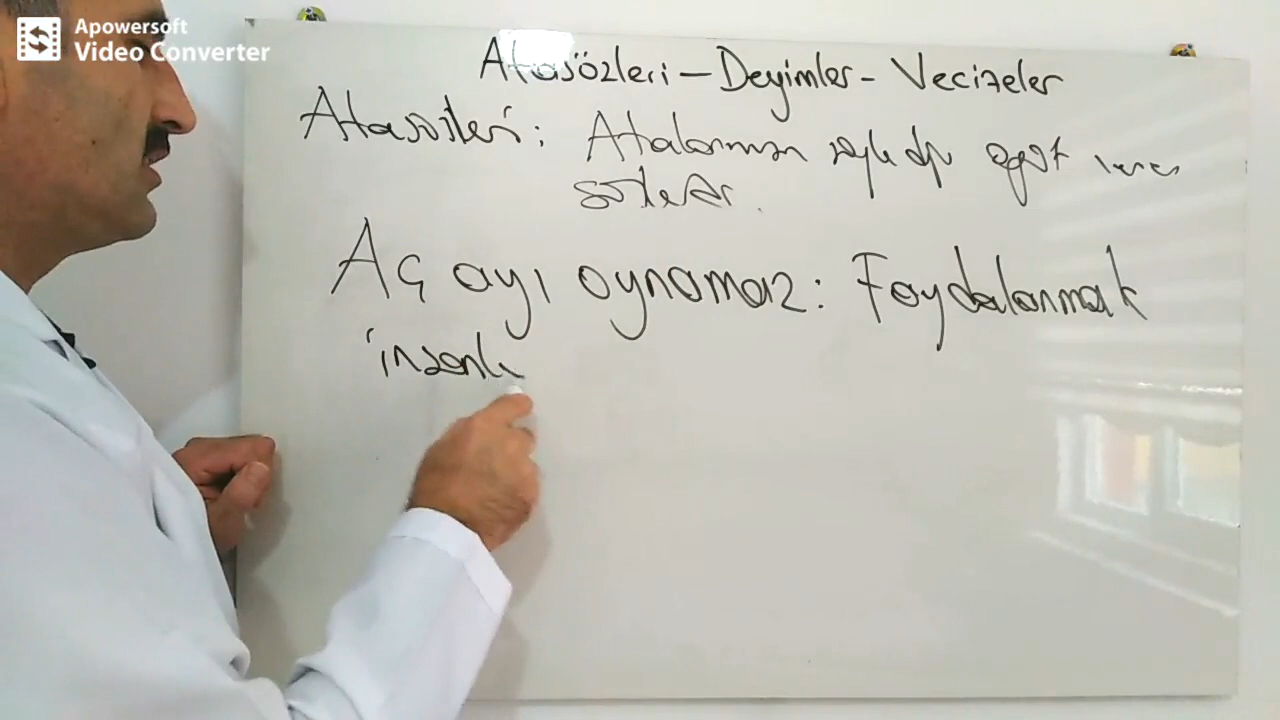 Apowersoft
Video Converter
Atasözleri - Deyimler - Vecizeler
Atasözleri: Atalarımızın söylediği öğüt veren
sözlerdir.
Aç ayı oynamaz: Faydalanmak
insanlı